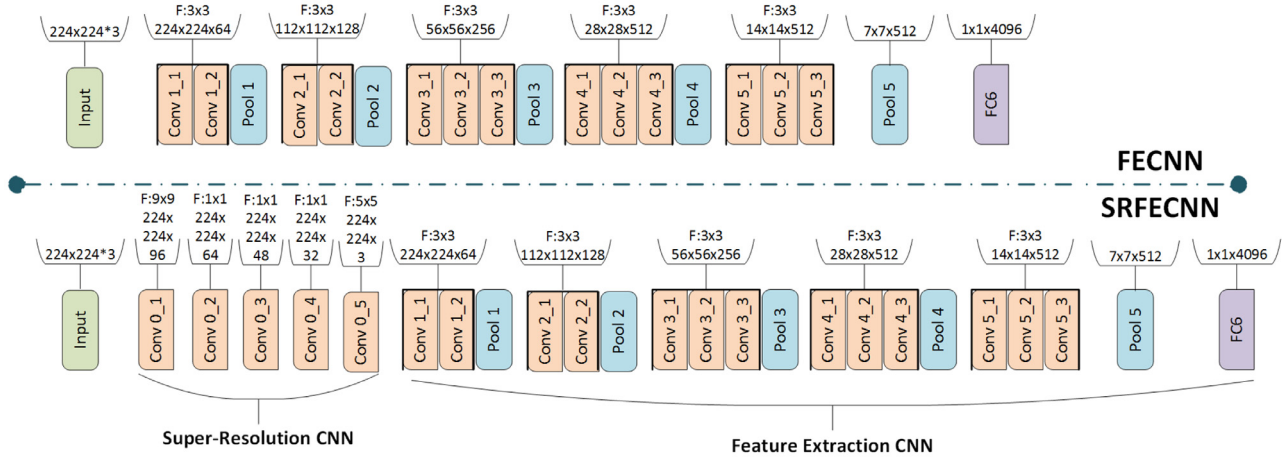 F:3x3 F:3x3 F:3x3 F:3x3 F:3x3
224x224*3 224x224x64 112x112x128 56x56x256 28x28x512 14x14x512 7x7x512 1x1x4096
Input Conv 1_1 Conv 1_2 Pool 1 Conv 2_1 Conv 2_2 Pool 2 Conv 3_1 Conv 3_2 Conv 3_3 Pool 3 Conv 4_1 Conv 4_2 Conv 4_3 Pool 4 Conv 5_1 Conv 5_2 Conv 5_3 Pool 5 FC6
FECNN
SRFECNN
F:9x9 F:1x1 F:1x1 F:1x1 F:5x5
224x 224x 224x 224x 224x
224x 224x 224x 224x 224x F:3x3 F:3x3 F:3x3 F:3x3 F:3x3
224x224*3 96 64 48 32 3 224x224x64 112x112x128 56x56x256 28x28x512 14x14x512 7x7x512 1x1x4096
Input Conv 0_1 Conv 0_2 Conv 0_3 Conv 0_4 Conv 0_5 Conv 1_1 Conv 1_2 Pool 1 Conv 2_1 Conv 2_2 Pool 2 Conv 3_1 Conv 3_2 Conv 3_3 Pool 3 Conv 4_1 Conv 4_2 Conv 4_3 Pool 4 Conv 5_1 Conv 5_2 Conv 5_3 Pool 5 FC6
Super-Resolution CNN Feature Extraction CNN